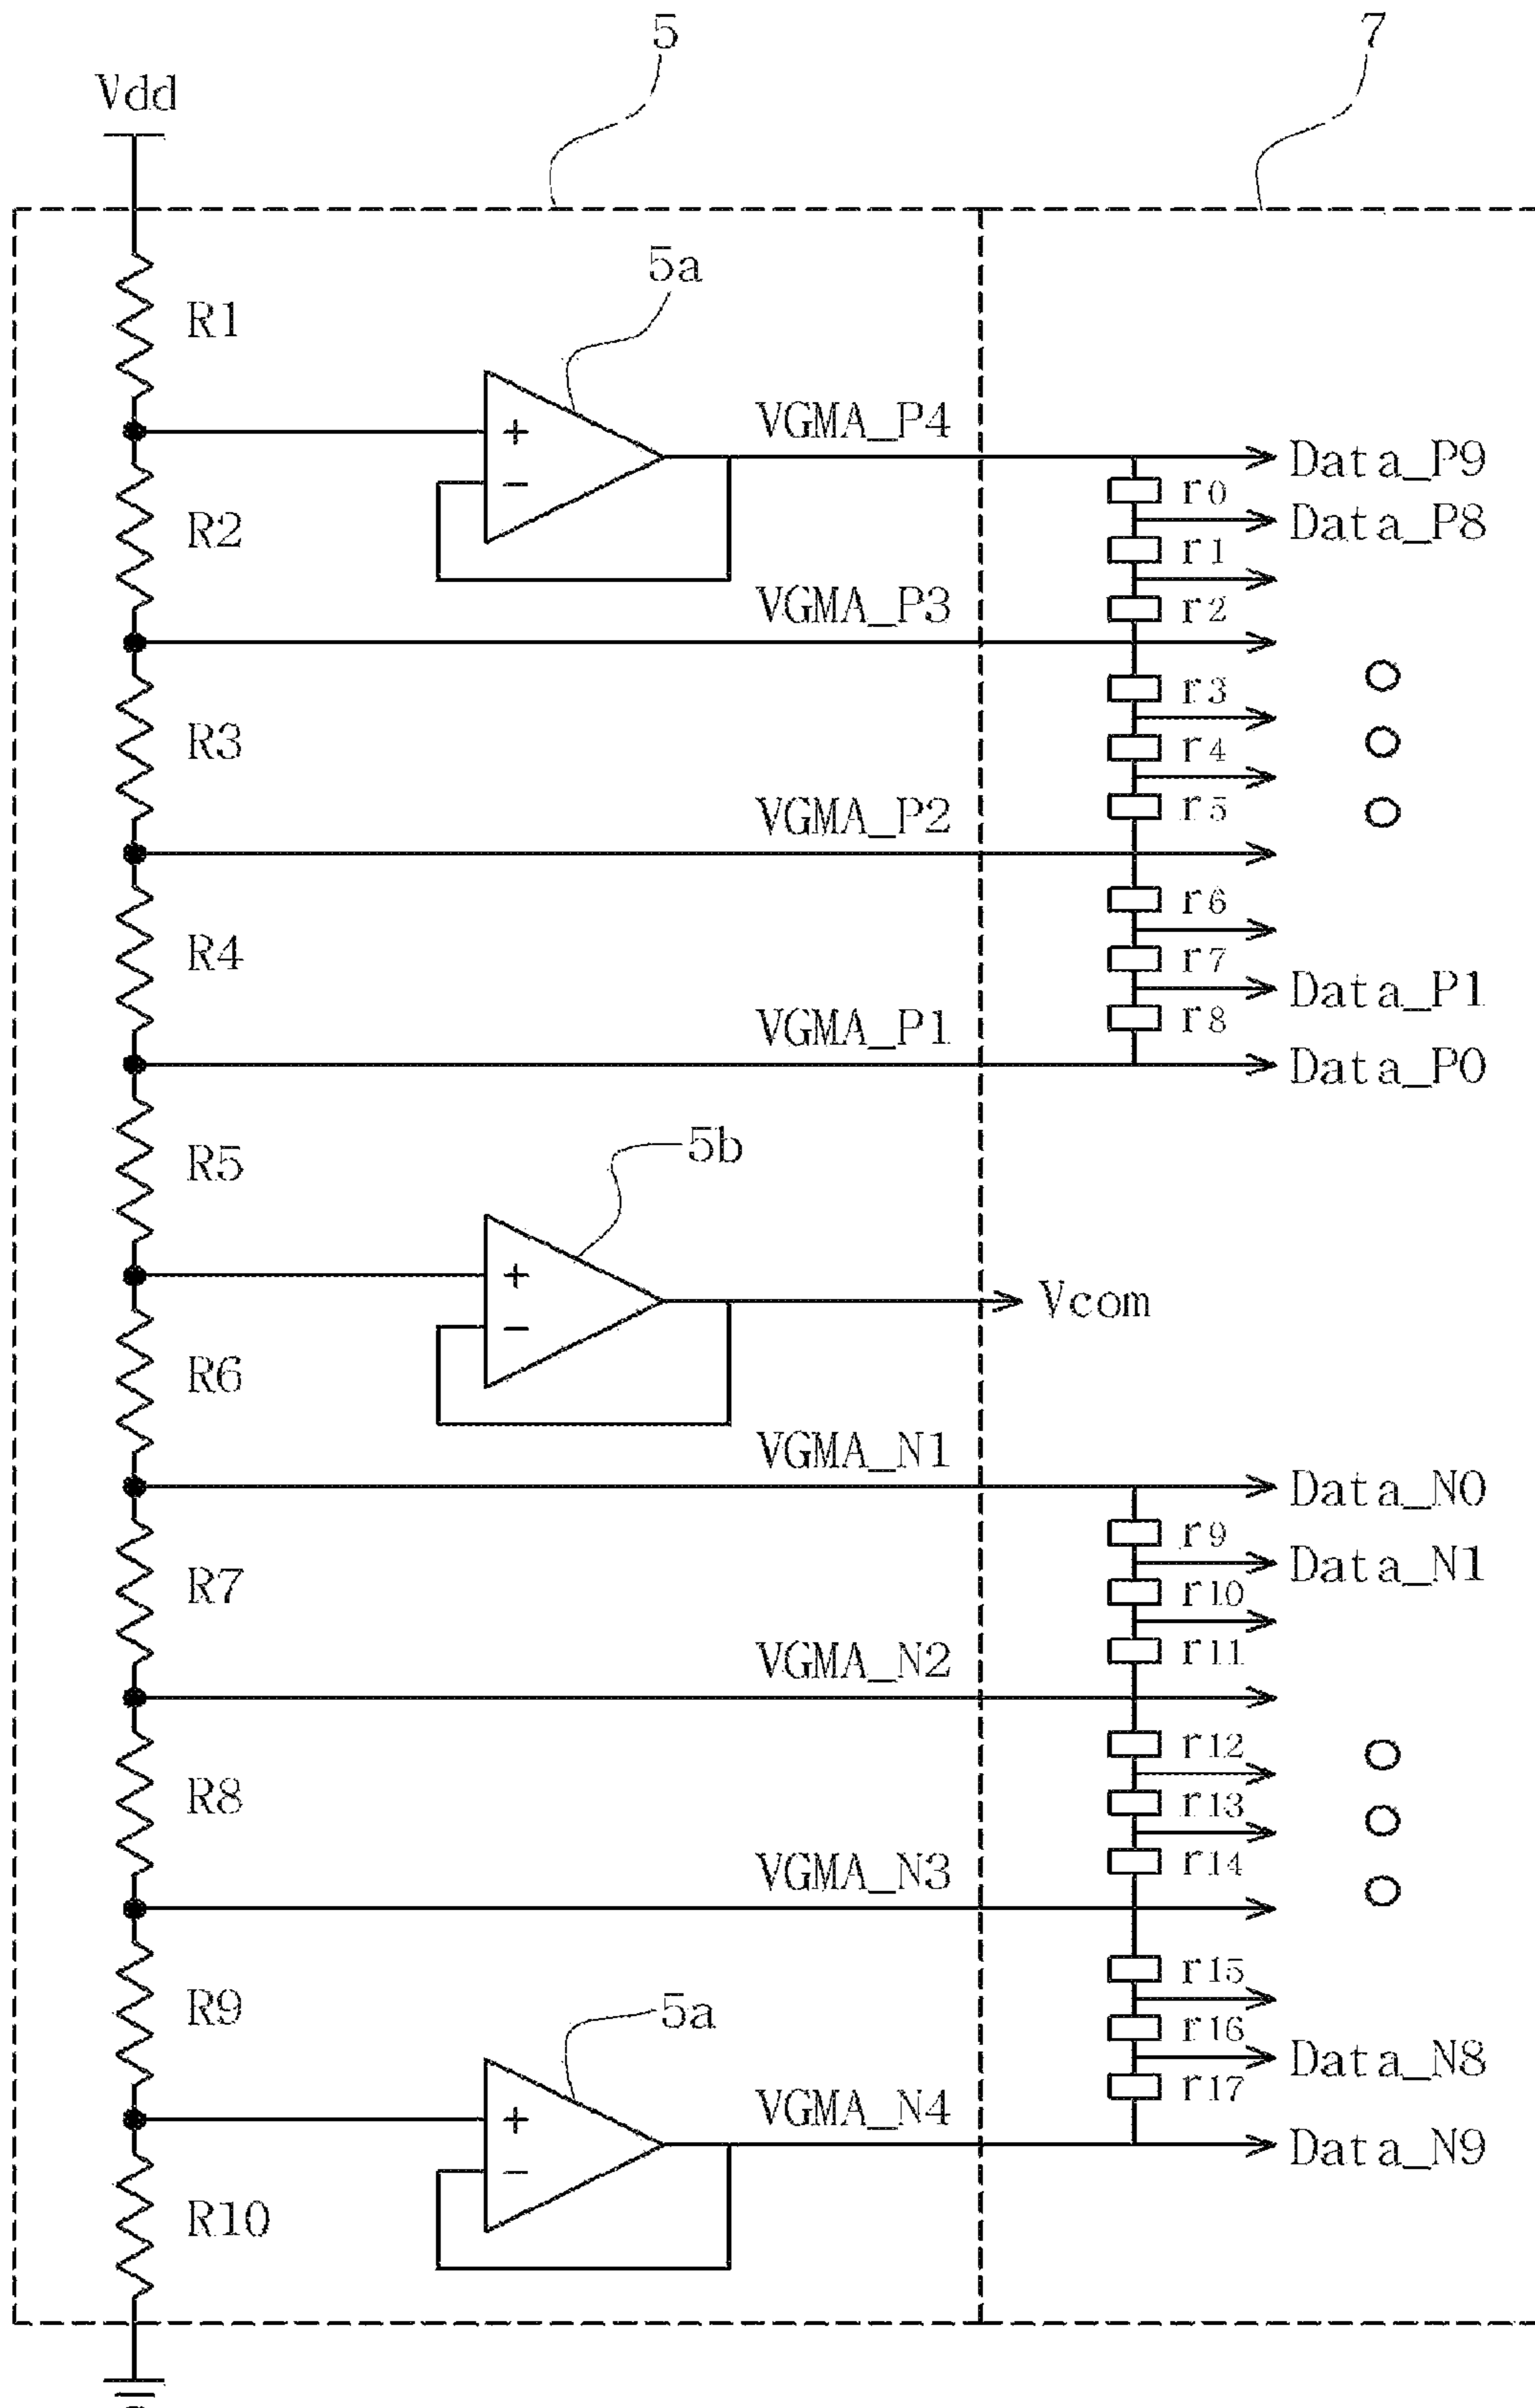 5 7
Vdd
5a
R1
+
VGMA_P4
Data_P9
−
r0
R2
Data_P8
r1
VGMA_P3
r2
r3
R3
r4
VGMA_P2
r5
r6
R4
r7
Data_P1
VGMA_P1
r8
Data_P0
5b
R5
+
Vcom
−
R6
VGMA_N1
Data_N0
r9
Data_N1
R7
r10
VGMA_N2
r11
r12
R8
r13
VGMA_N3
r14
r15
R9
5a
r16
Data_N8
r17
VGMA_N4
+
Data_N9
−
R10